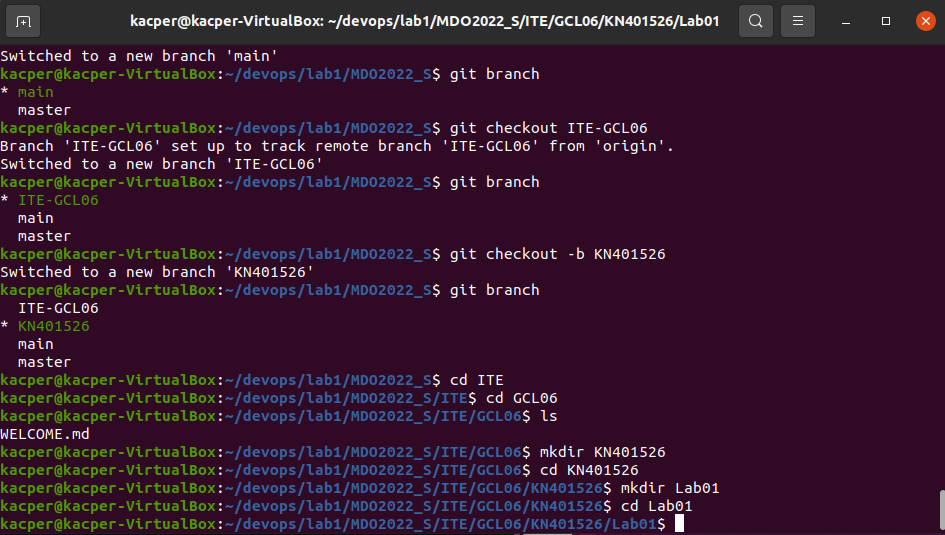 kacper@kacper-VirtualBox: ~/devops/lab1/MDO2022_S/ITE/GCL06/KN401526/Lab01
Switched to a new branch 'main'
kacper@kacper-VirtualBox:~/devops/lab1/MDO2022_S$ git branch
* main
  master
kacper@kacper-VirtualBox:~/devops/lab1/MDO2022_S$ git checkout ITE-GCL06
Branch 'ITE-GCL06' set up to track remote branch 'ITE-GCL06' from 'origin'.
Switched to a new branch 'ITE-GCL06'
kacper@kacper-VirtualBox:~/devops/lab1/MDO2022_S$ git branch
* ITE-GCL06
  main
  master
kacper@kacper-VirtualBox:~/devops/lab1/MDO2022_S$ git checkout -b KN401526
Switched to a new branch 'KN401526'
kacper@kacper-VirtualBox:~/devops/lab1/MDO2022_S$ git branch
  ITE-GCL06
* KN401526
  main
  master
kacper@kacper-VirtualBox:~/devops/lab1/MDO2022_S$ cd ITE
kacper@kacper-VirtualBox:~/devops/lab1/MDO2022_S/ITE$ cd GCL06
kacper@kacper-VirtualBox:~/devops/lab1/MDO2022_S/ITE/GCL06$ ls
WELCOME.md
kacper@kacper-VirtualBox:~/devops/lab1/MDO2022_S/ITE/GCL06$ mkdir KN401526
kacper@kacper-VirtualBox:~/devops/lab1/MDO2022_S/ITE/GCL06$ cd KN401526
kacper@kacper-VirtualBox:~/devops/lab1/MDO2022_S/ITE/GCL06/KN401526$ mkdir Lab01
kacper@kacper-VirtualBox:~/devops/lab1/MDO2022_S/ITE/GCL06/KN401526$ cd Lab01
kacper@kacper-VirtualBox:~/devops/lab1/MDO2022_S/ITE/GCL06/KN401526/Lab01$